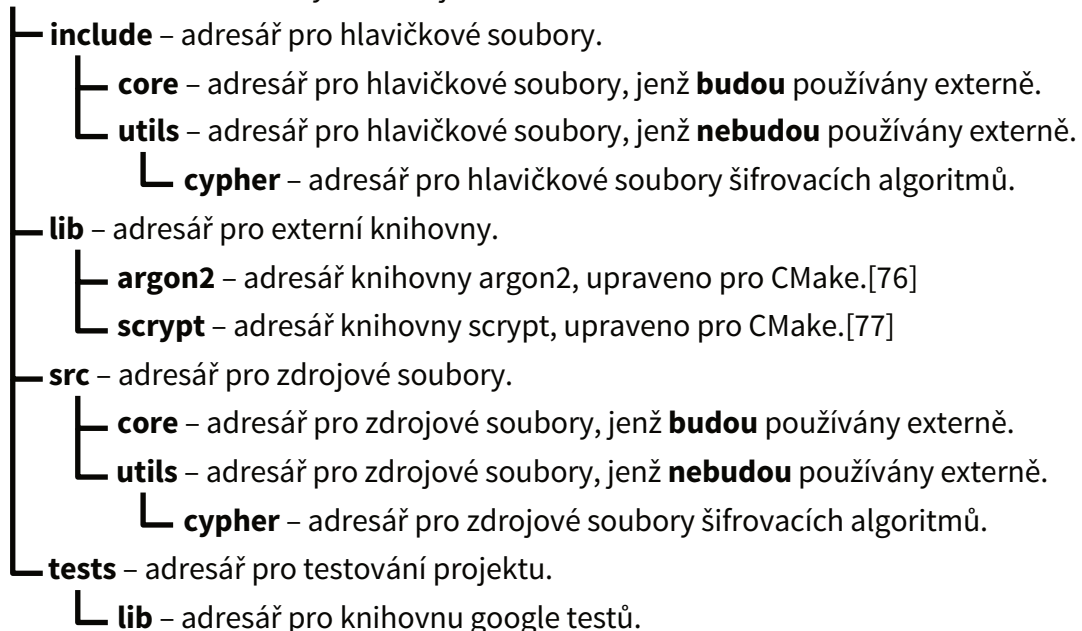 include – adresář pro hlavičkové soubory.
core – adresář pro hlavičkové soubory, jenž budou používány externě.
utils – adresář pro hlavičkové soubory, jenž nebudou používány externě.
cypher – adresář pro hlavičkové soubory šifrovacích algoritmů.
lib – adresář pro externí knihovny.
argon2 – adresář knihovny argon2, upraveno pro CMake.[76]
scrypt – adresář knihovny scrypt, upraveno pro CMake.[77]
src – adresář pro zdrojové soubory.
core – adresář pro zdrojové soubory, jenž budou používány externě.
utils – adresář pro zdrojové soubory, jenž nebudou používány externě.
cypher – adresář pro zdrojové soubory šifrovacích algoritmů.
tests – adresář pro testování projektu.
lib – adresář pro knihovnu google testů.